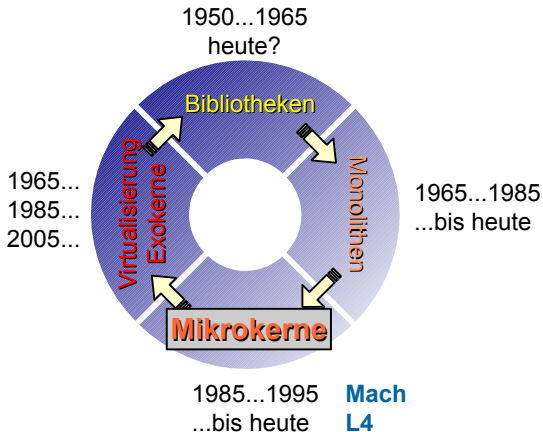 1950...1965
heute?
Bibliotheken
Monolithen
1965...1985
...bis heute
Mikrokerne
1985...1995 Mach
...bis heute L4
Virtualisierung
Exokerne
1965...
1985...
2005...